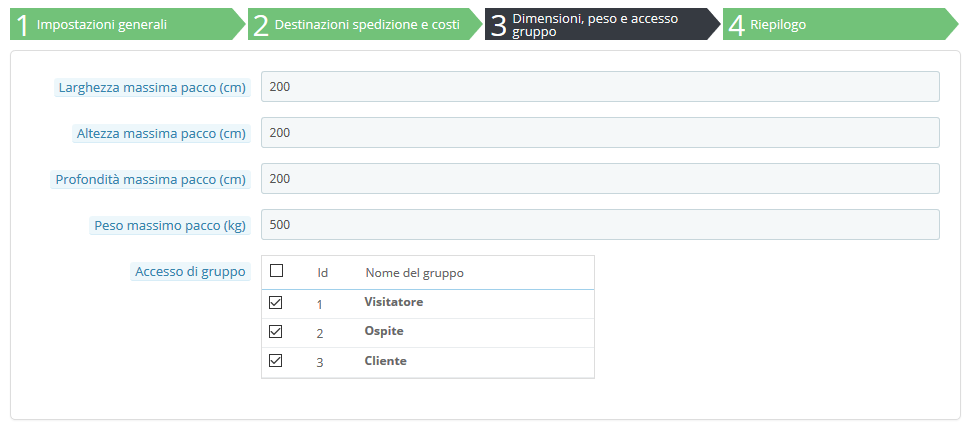 1 Impostazioni generali
2 Destinazioni spedizione e costi
3 Dimensioni, peso e accesso
gruppo
4 Riepilogo
Larghezza massima pacco (cm) 200
Altezza massima pacco (cm) 200
Profondità massima pacco (cm) 200
Peso massimo pacco (kg) 500
Accesso di gruppo
Id Nome del gruppo
1 Visitatore
2 Ospite
3 Cliente